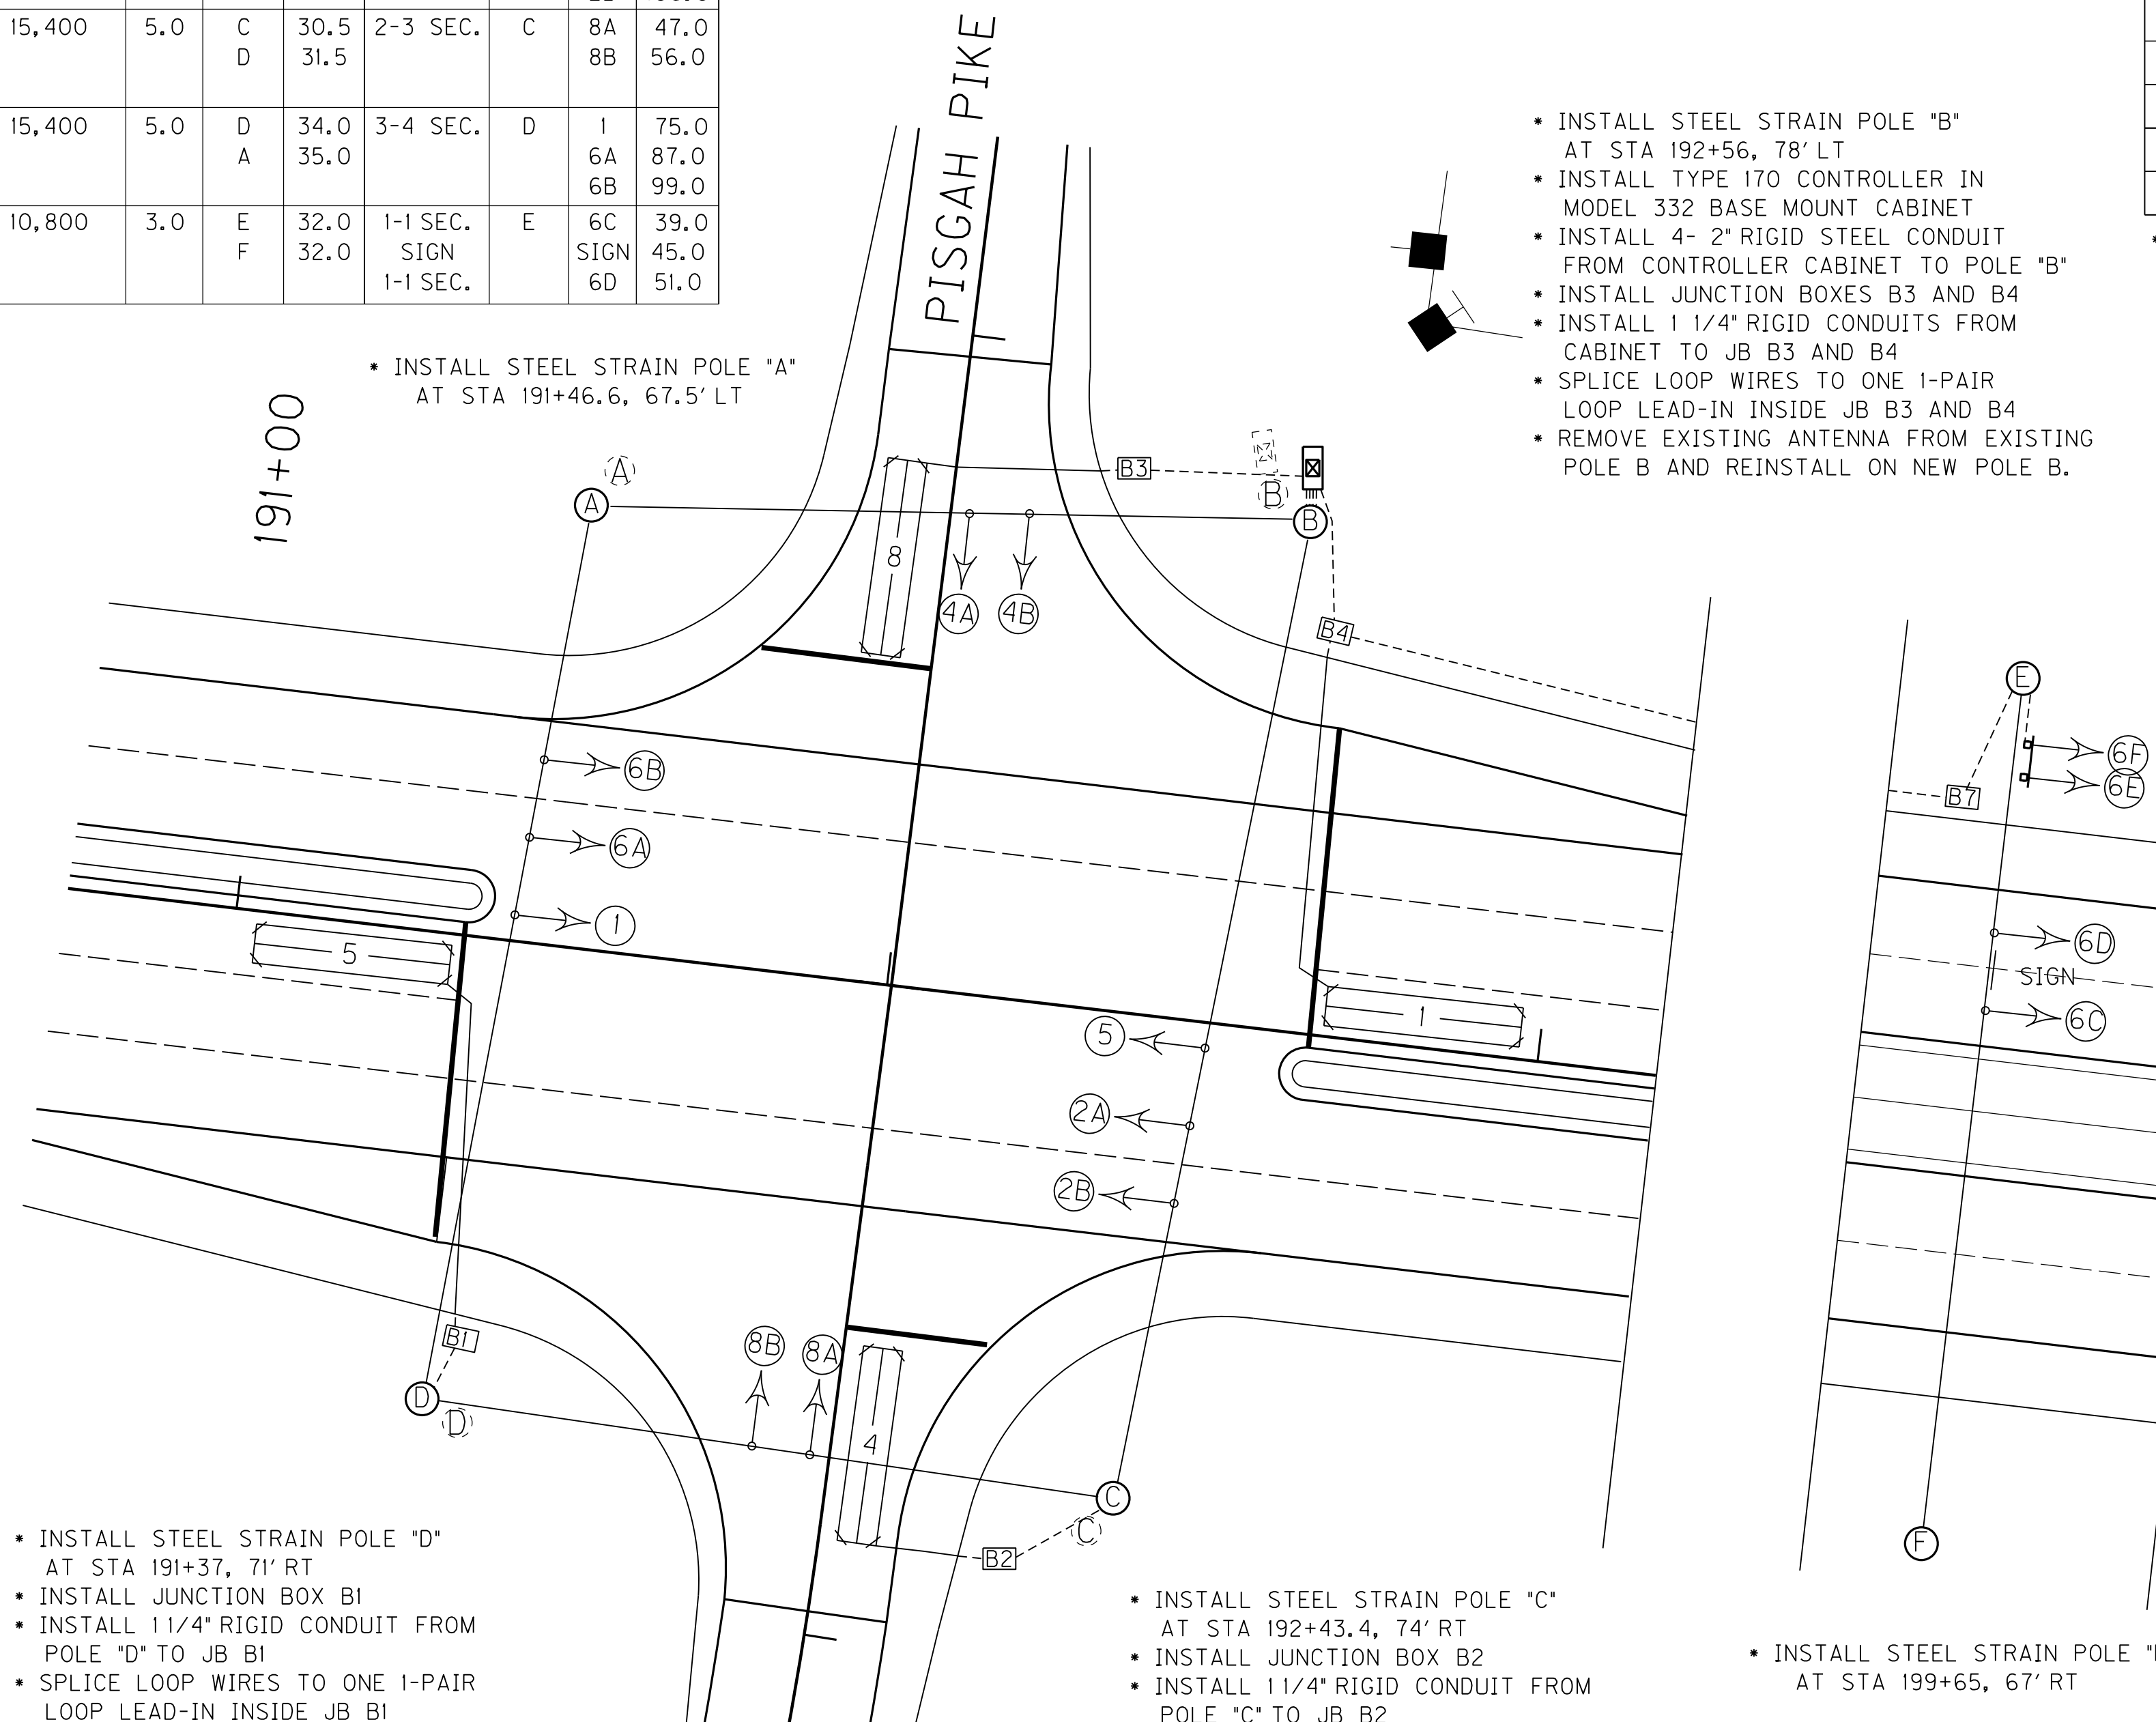 15,400 5.0 C 30.5 2-3 SEC. C 8A 47.0
D 31.5 8B 56.0
15,400 5.0 D 34.0 3-4 SEC. D 1 75.0
A 35.0 6A 87.0
6B 99.0
10,800 3.0 E 32.0 1-1 SEC. E 6C 39.0
F 32.0 SIGN SIGN 45.0
1-1 SEC. 6D 51.0
PISGAH PIKE
* INSTALL STEEL STRAIN POLE "B"
AT STA 192+56, 78' LT
* INSTALL TYPE 170 CONTROLLER IN
MODEL 332 BASE MOUNT CABINET
* INSTALL 4- 2" RIGID STEEL CONDUIT
FROM CONTROLLER CABINET TO POLE "B"
* INSTALL JUNCTION BOXES B3 AND B4
* INSTALL 1 1/4" RIGID CONDUITS FROM
CABINET TO JB B3 AND B4
* SPLICE LOOP WIRES TO ONE 1-PAIR
LOOP LEAD-IN INSIDE JB B3 AND B4
* REMOVE EXISTING ANTENNA FROM EXISTING
POLE B AND REINSTALL ON NEW POLE B.
*
* INSTALL STEEL STRAIN POLE "A"
AT STA 191+46.6, 67.5' LT
191+00
A
A
B3
B
B
8
4A
4B
B4
E
6B
6F
6E
B7
6A
1
5
6D
SIGN
6C
5
1
2A
2B
B1
8B
8A
D
D
4
C
C
B2
F
* INSTALL STEEL STRAIN POLE "D"
AT STA 191+37, 71' RT
* INSTALL JUNCTION BOX B1
* INSTALL 1 1/4" RIGID CONDUIT FROM
POLE "D" TO JB B1
* SPLICE LOOP WIRES TO ONE 1-PAIR
LOOP LEAD-IN INSIDE JB B1
* INSTALL STEEL STRAIN POLE "C"
AT STA 192+43.4, 74' RT
* INSTALL JUNCTION BOX B2
* INSTALL 1 1/4" RIGID CONDUIT FROM
POLE "C" TO JB B2
* INSTALL STEEL STRAIN POLE
AT STA 199+65, 67' RT